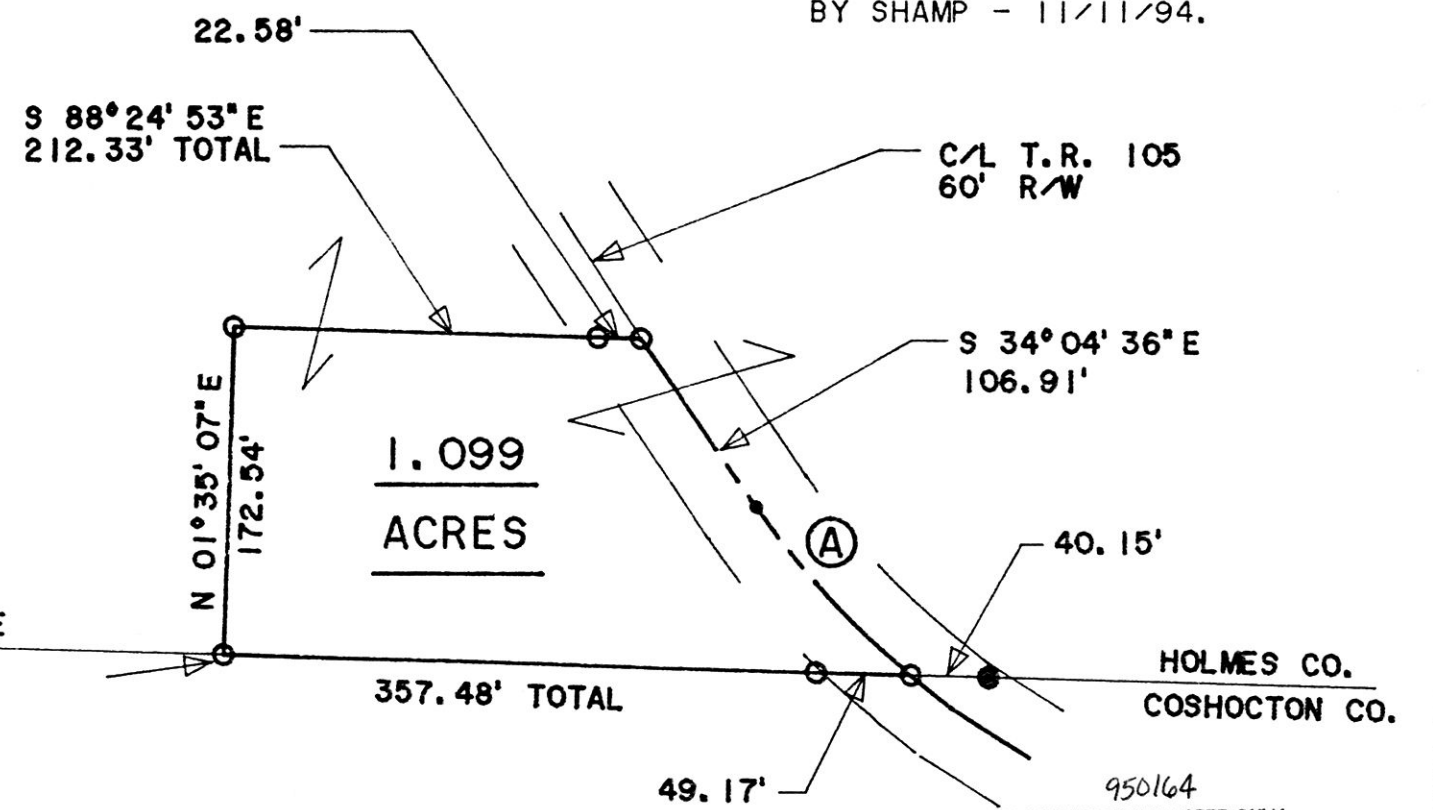 BY SHAMP - 11/11/94.
22.58'
S 88°24'53"E
212.33' TOTAL
C/L T.R. 105
60' R/W
S 34°04'36"E
106.91'
N 01°35'07"E
172.54'
1.099
ACRES
A
40.15'
357.48' TOTAL
HOLMES CO.
COSHOCTON CO.
49.17'
950164